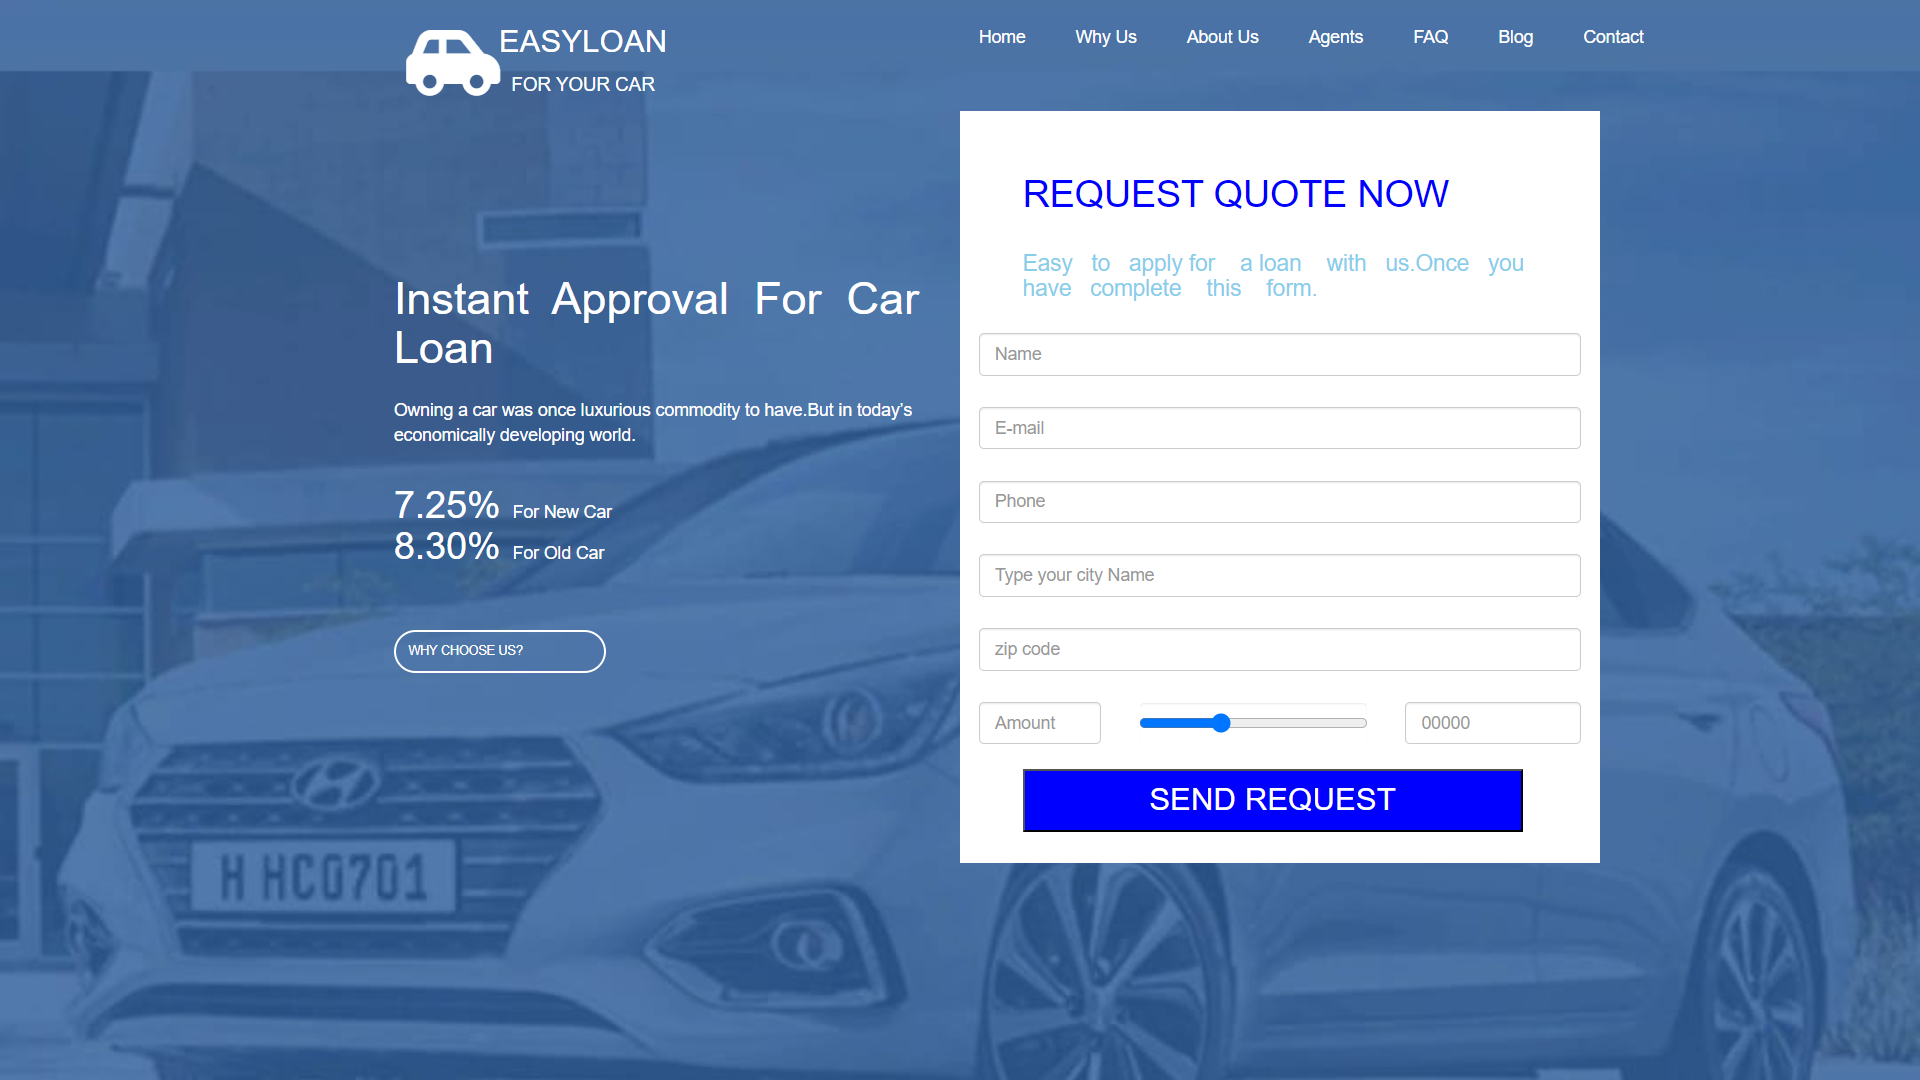 EASYLOAN
FOR YOUR CAR
Home Why Us About Us Agents FAQ Blog Contact
Instant Approval For Car
Loan
Owning a car was once luxurious commodity to have.But in today’s
economically developing world.
7.25% For New Car
8.30% For Old Car
WHY CHOOSE US?
REQUEST QUOTE NOW
Easy to apply for a loan with us.Once you
have complete this form.
Name
E-mail
Phone
Type your city Name
zip code
Amount 00000
SEND REQUEST
H HC0701